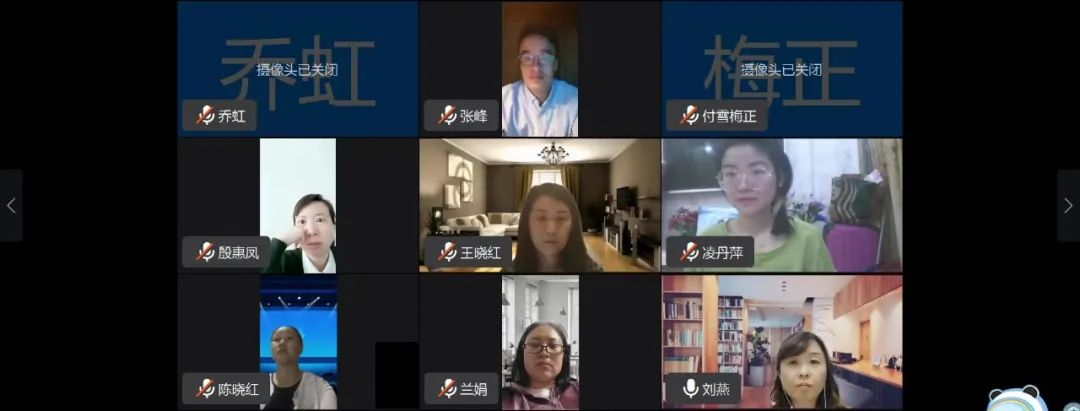 乔虹
摄像头已关闭
乔虹
张峰
梅正
摄像头已关闭
付雪梅正
殷惠凤
王晓红
凌丹萍
陈晓红
兰娟
刘燕